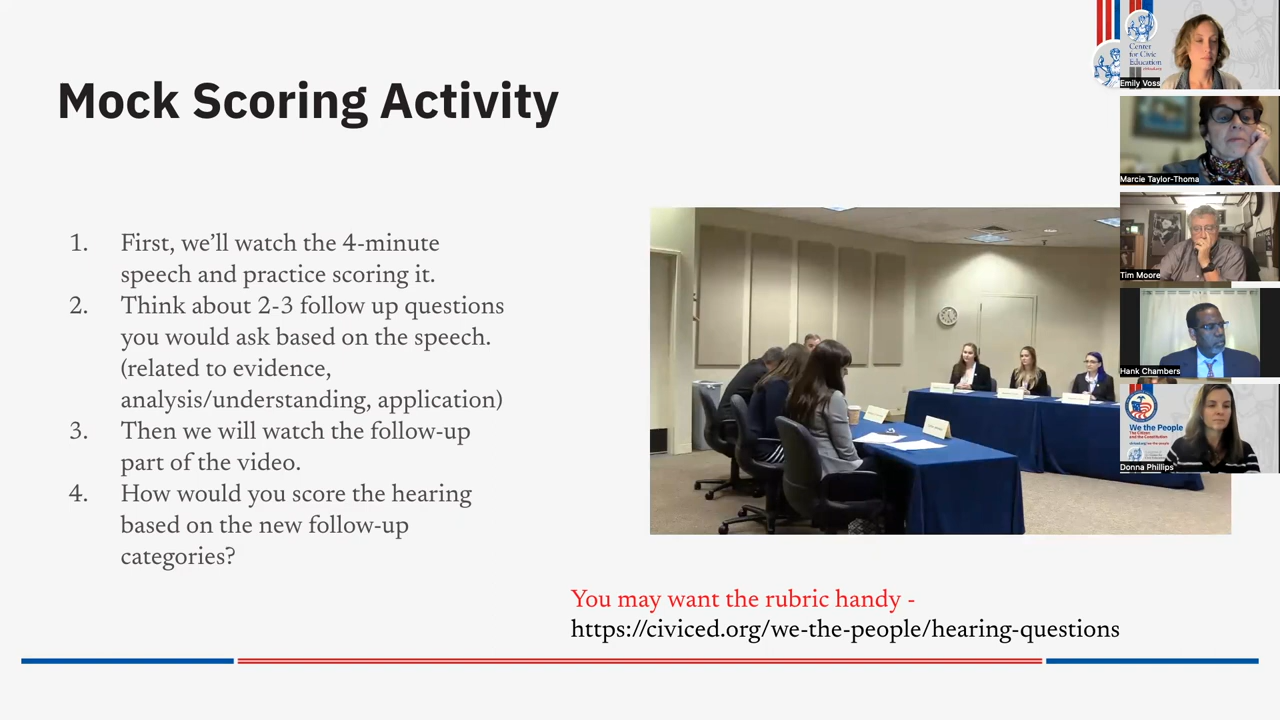 Mock Scoring Activity
1. First, we’ll watch the 4-minute
speech and practice scoring it.
2. Think about 2-3 follow up questions
you would ask based on the speech.
(related to evidence,
analysis/understanding, application)
3. Then we will watch the follow-up
part of the video.
4. How would you score the hearing
based on the new follow-up
categories?
You may want the rubric handy -
https://civiced.org/we-the-people/hearing-questions
Center
for Civic
Education
Emily Voss
Marcie Taylor-Thoma
Tim Moore
Hank Chambers
We the People
The Citizen
and the Constitution
Donna Phillips